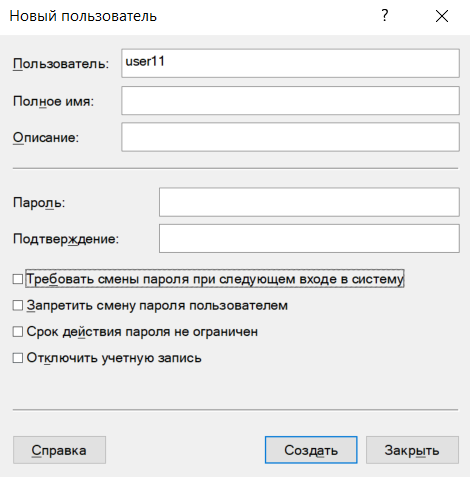 Новый пользователь
?
Пользователь: user11
Полное имя:
Описание:
Пароль:
Подтверждение:
Требовать смены пароля при следующем входе в систему
Запретить смену пароля пользователем
Срок действия пароля не ограничен
Отключить учетную запись
Справка Создать Закрыть